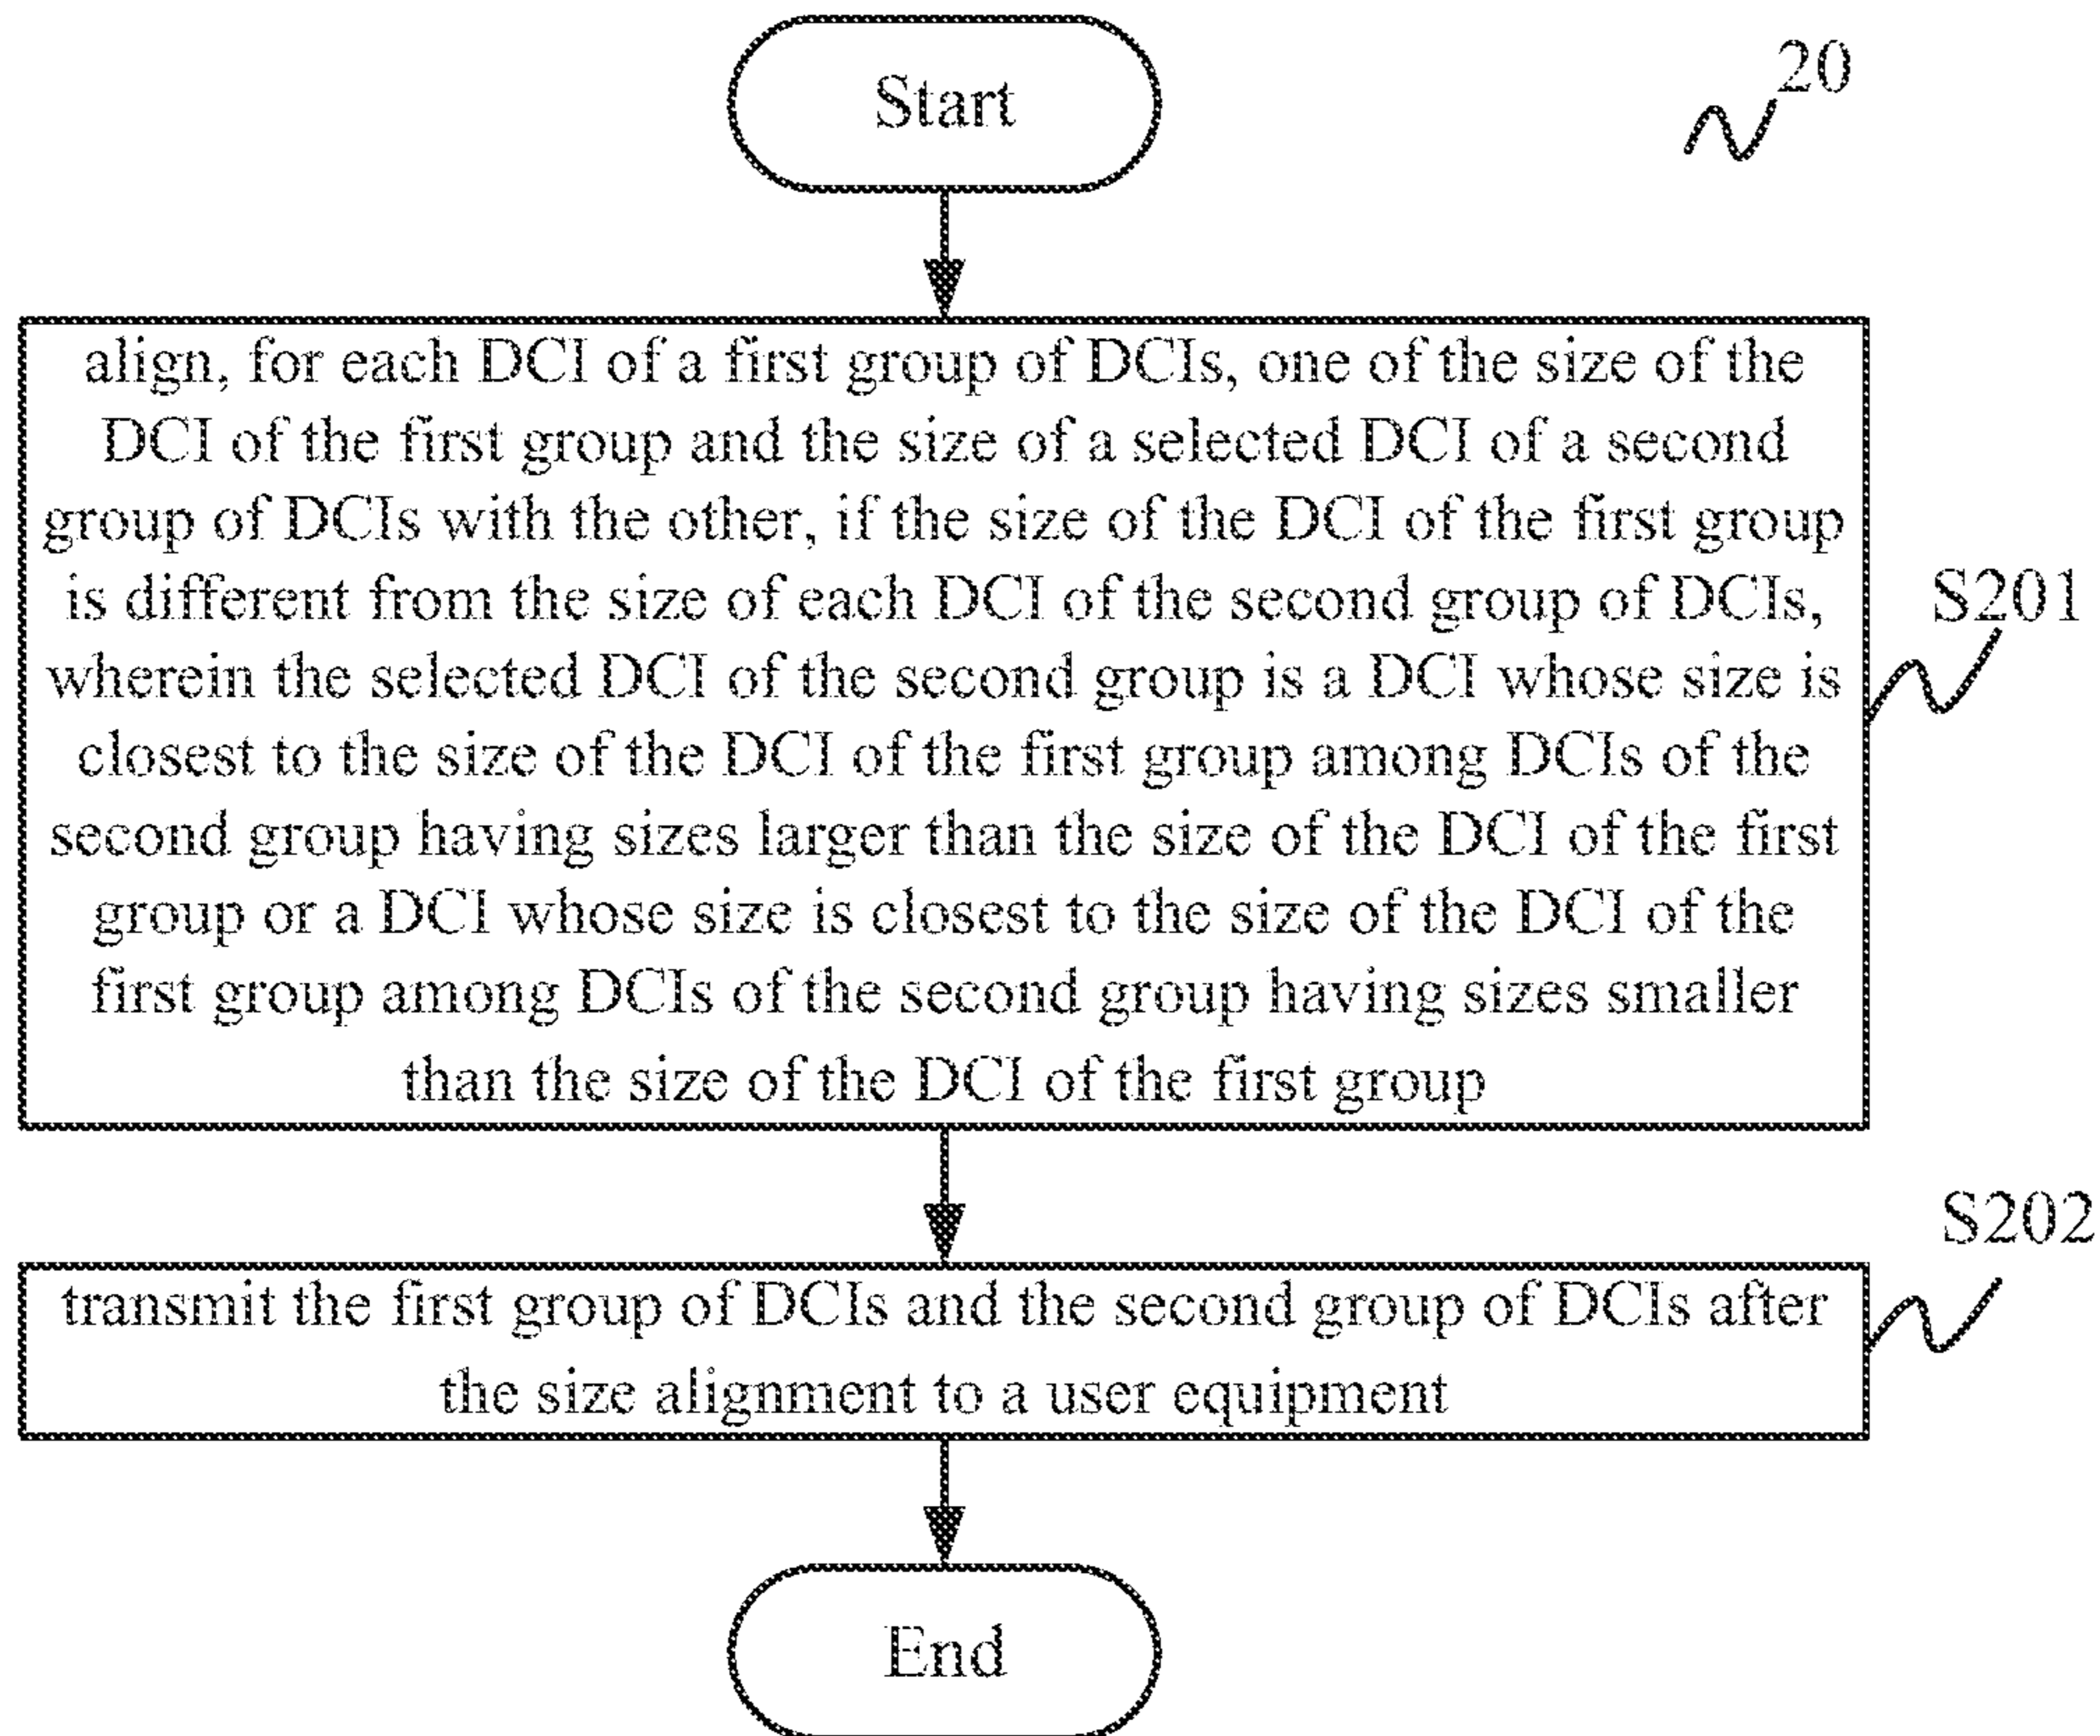 Start
20
align, for each DCI of a first group of DCIs, one of the size of the
DCI of the first group and the size of a selected DCI of a second
group of DCIs with the other, if the size of the DCI of the first group
is different from the size of each DCI of the second group of DCIs,
wherein the selected DCI of the second group is a DCI whose size is
closest to the size of the DCI of the first group among DCIs of the
second group having sizes larger than the size of the DCI of the first
group or a DCI whose size is closest to the size of the DCI of the
first group among DCIs of the second group having sizes smaller
than the size of the DCI of the first group
S201
transmit the first group of DCIs and the second group of DCIs after
the size alignment to a user equipment
S202
End